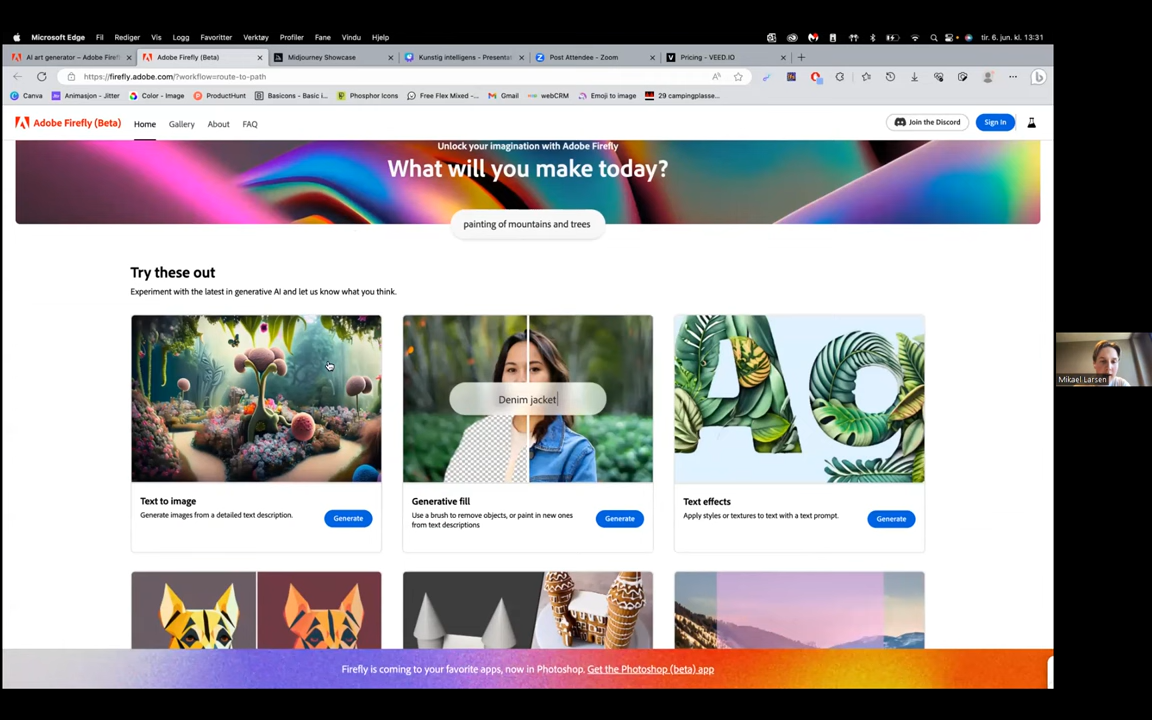 Microsoft Edge Fil Rediger Vis Logg Favoritter Verktøy Profiler Fane Vindu Hjelp
tir. 6. jun. kl. 13:31
AI art generator – Adobe Firefl
Adobe Firefly (Beta)
Midjourney Showcase
Kunstig intelligens - Presentas
Post Attendee - Zoom
Pricing - VEED.IO
https://firefly.adobe.com/?workflow=route-to-path
Canva Animasjon - Jitter Color - Image ProductHunt Basicons - Basic i... Phosphor Icons Free Flex Mixed –... Gmail webCRM Emoji to image 29 campingplasse...
Adobe Firefly (Beta) Home Gallery About FAQ
Join the Discord Sign In
Unlock your imagination with Adobe Firefly
What will you make today?
painting of mountains and trees
Try these out
Experiment with the latest in generative AI and let us know what you think.
Denim jacket
Ag
Text to image
Generate images from a detailed text description.
Generate
Generative fill
Use a brush to remove objects, or paint in new ones
from text descriptions
Generate
Text effects
Apply styles or textures to text with a text prompt.
Generate
Mikael Larsen
Firefly is coming to your favorite apps, now in Photoshop. Get the Photoshop (beta) app